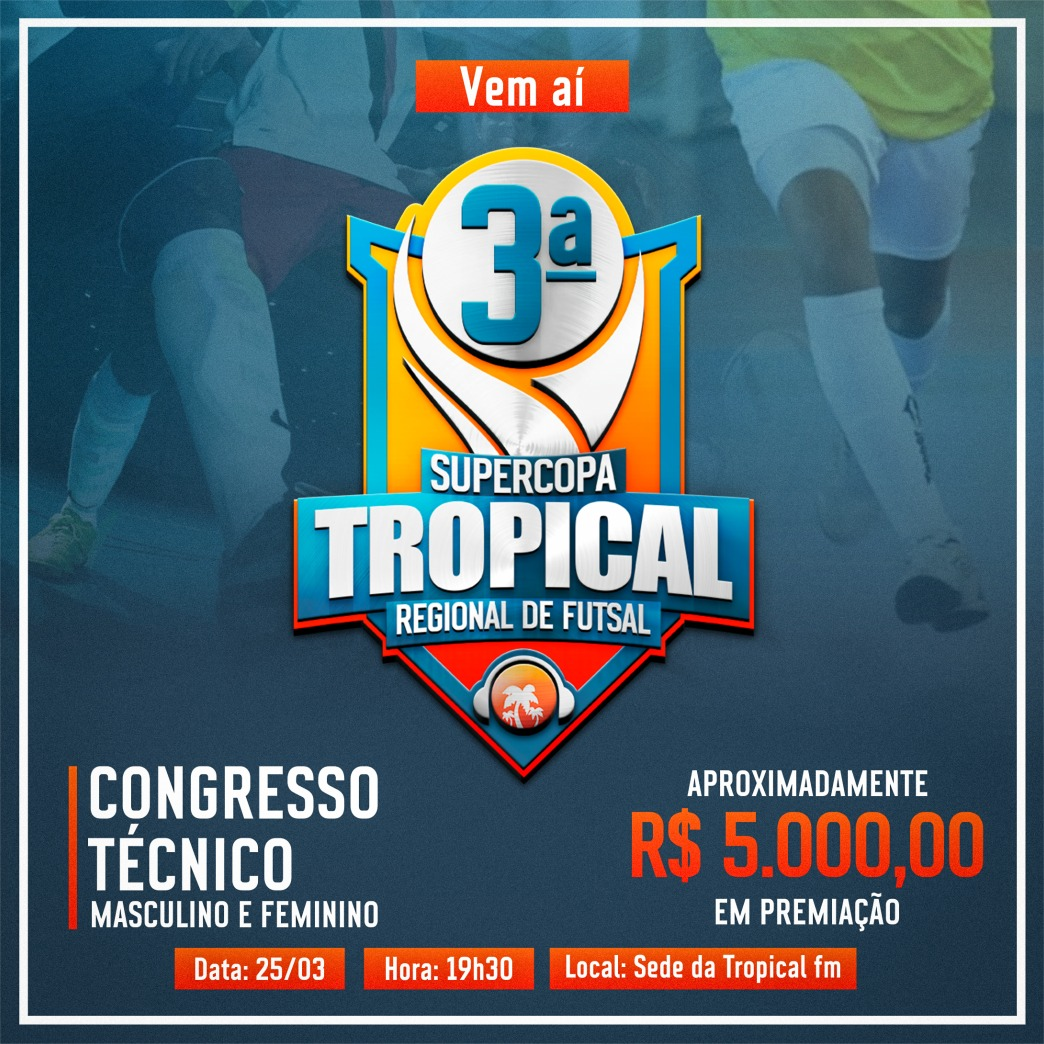 Vem aí
3ª
SUPERCOPA
TROPICAL
REGIONAL DE FUTSAL
CONGRESSO
TÉCNICO
MASCULINO E FEMININO
APROXIMADAMENTE
R$ 5.000,00
EM PREMIAÇÃO
Data: 25/03
Hora: 19h30
Local: Sede da Tropical fm